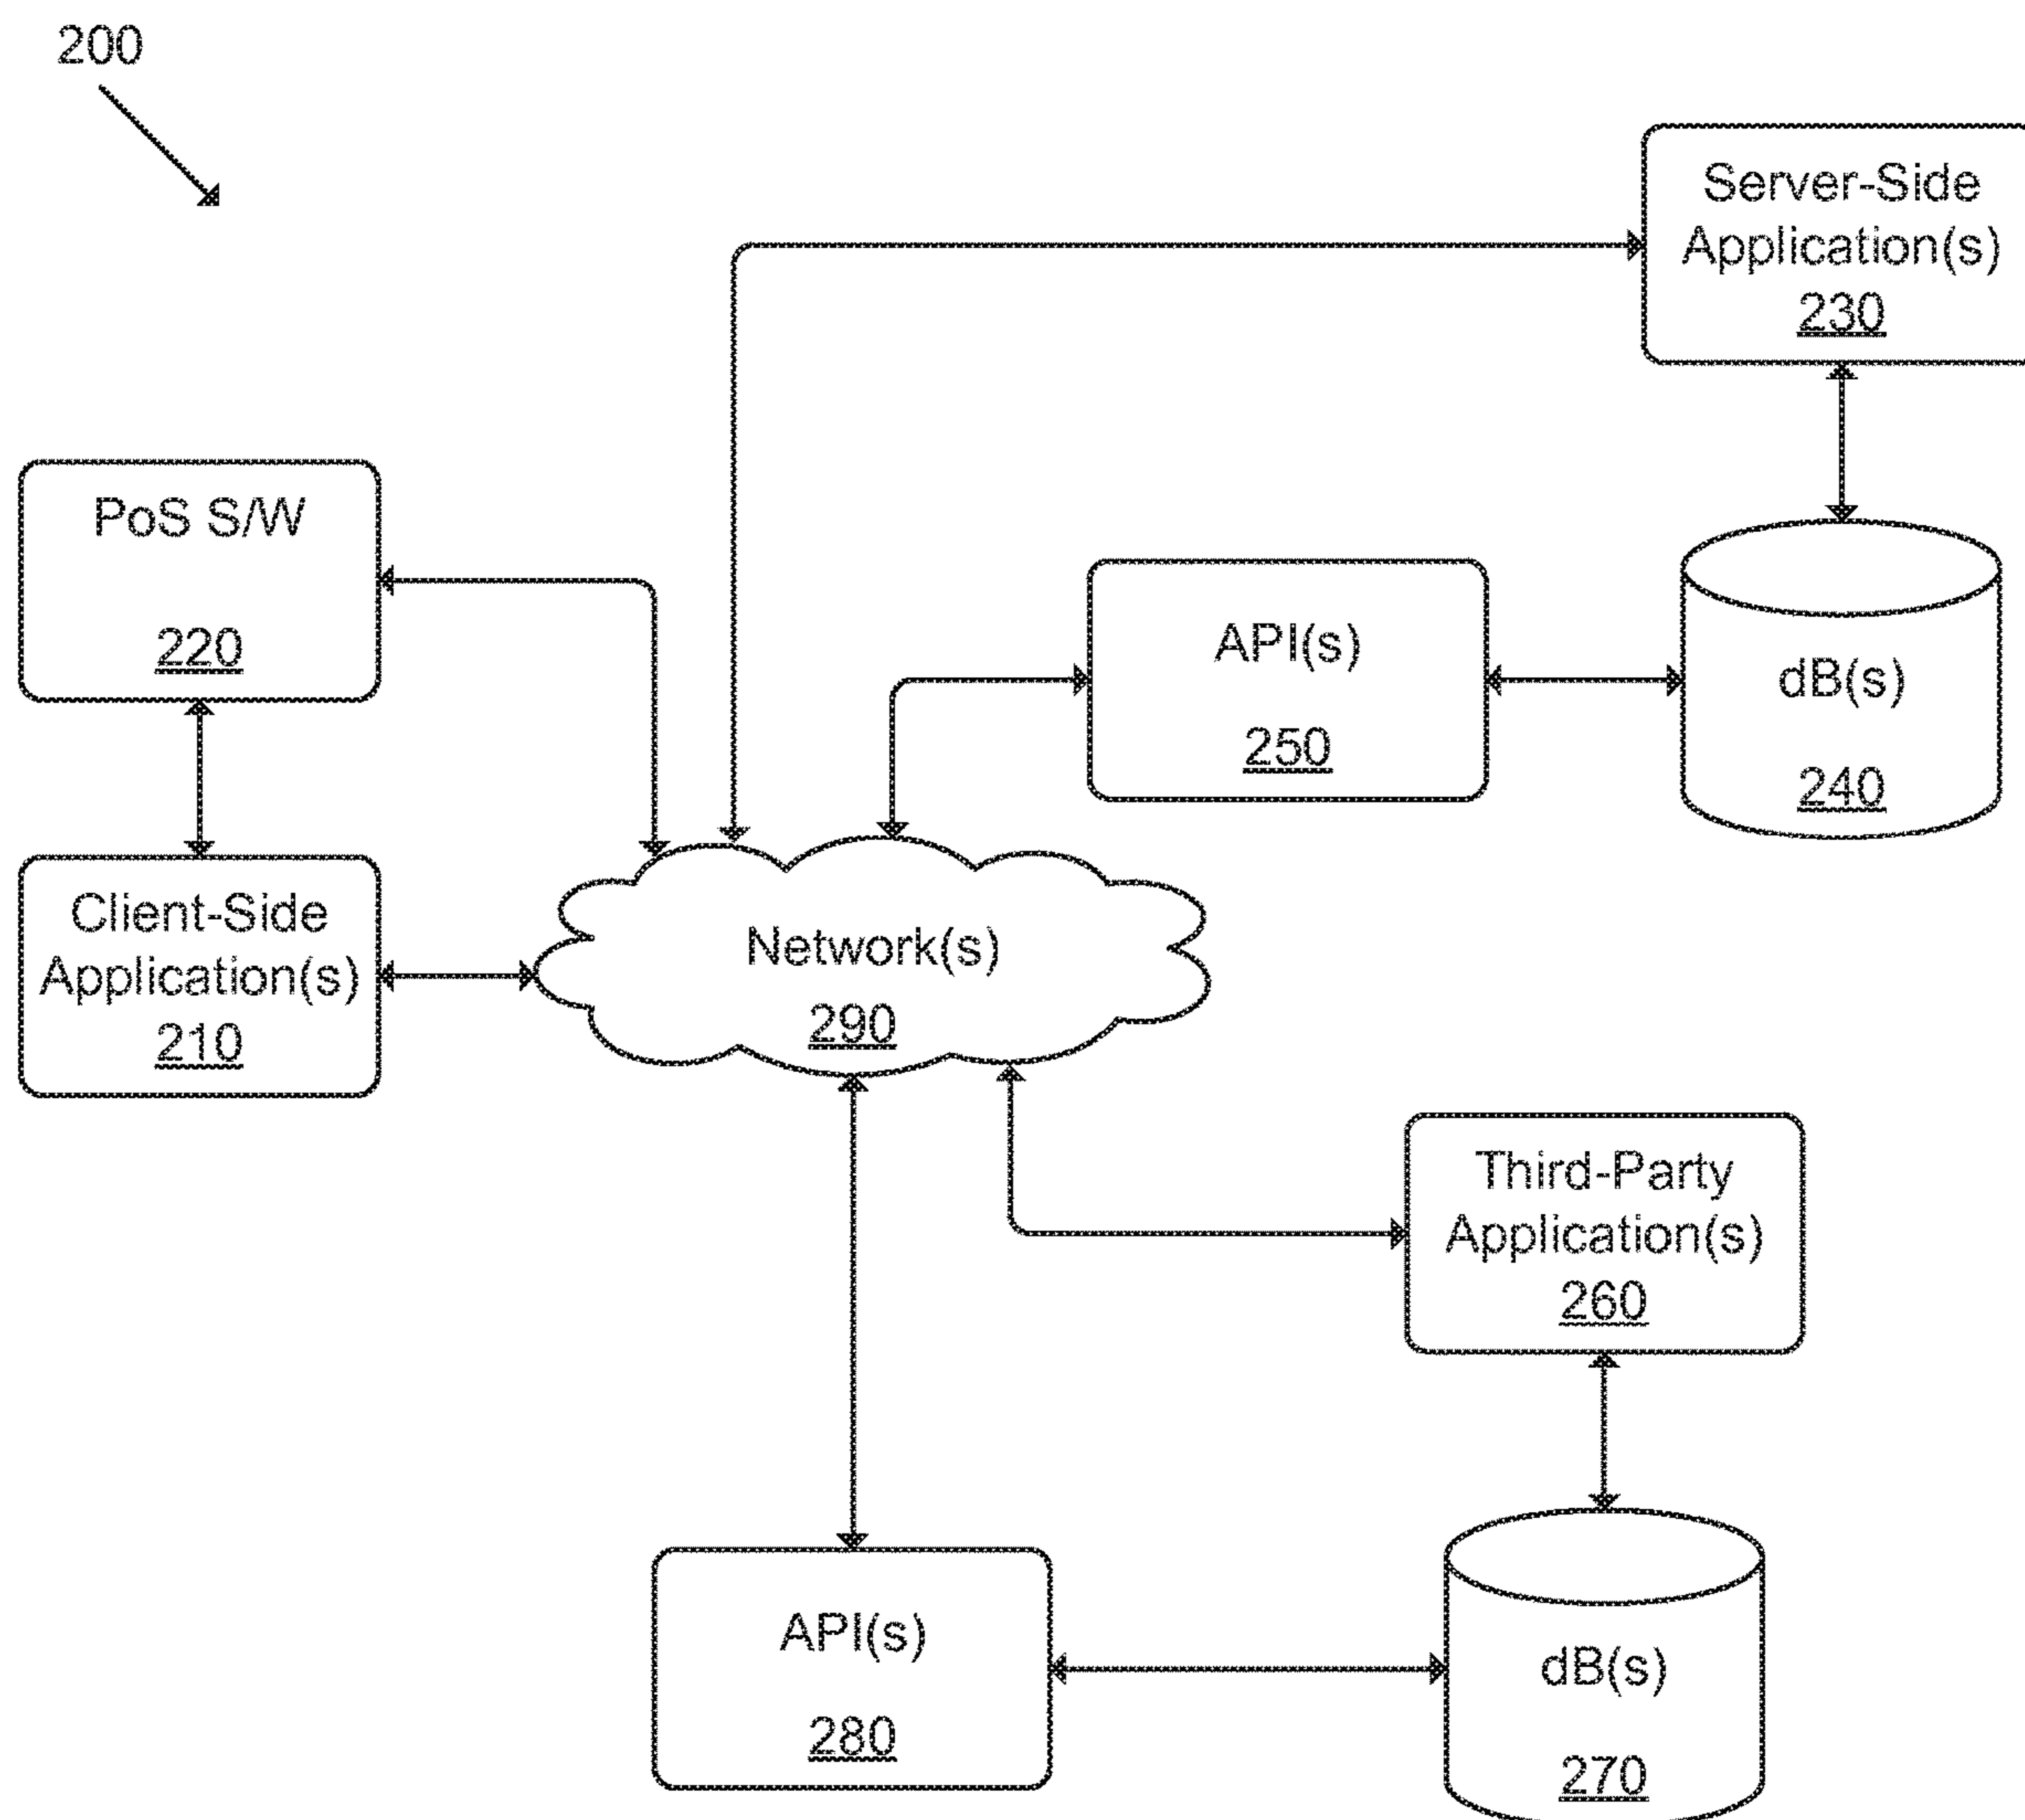 200
Server-Side
Application(s)
230
PoS S/W
220
API(s)
250
dB(s)
240
Client-Side
Application(s)
210
Network(s)
290
Third-Party
Application(s)
260
API(s)
280
dB(s)
270